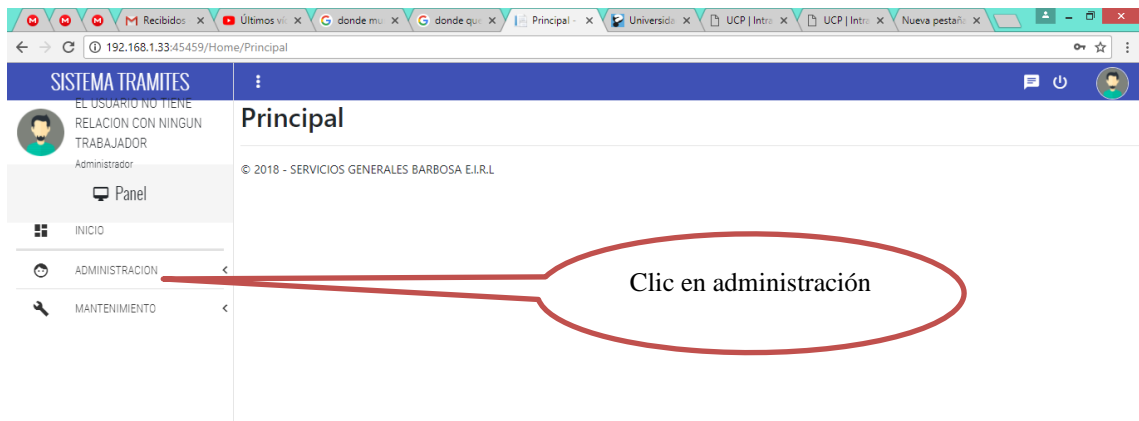 Recibidos
Últimos ví
donde mu
donde que
Principal -
Universida
UCP | Intra
UCP | Intra
Nueva pestaña
192.168.1.33:45459/Home/Principal
SISTEMA TRAMITES
EL USUARIO NO TIENE
RELACION CON NINGUN
TRABAJADOR
Administrador
Panel
INICIO
ADMINISTRACION
MANTENIMIENTO
Principal
© 2018 - SERVICIOS GENERALES BARBOSA E.I.R.L
Clic en administración